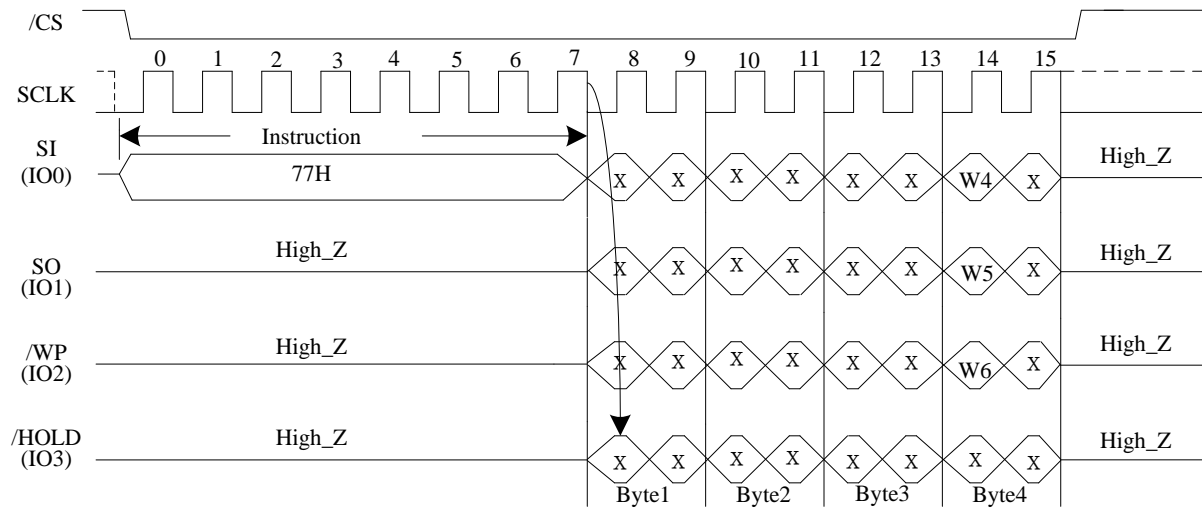 /CS
0 1 2 3 4 5 6 7 8 9 10 11 12 13 14 15
SCLK
Instruction
SI
(IO0)
77H
X X X X X X W4 X
High_Z
SO
(IO1)
High_Z
X X X X X X W5 X
High_Z
/WP
(IO2)
High_Z
X X X X X X W6 X
High_Z
/HOLD
(IO3)
High_Z
X X X X X X X X
High_Z
Byte1 Byte2 Byte3 Byte4